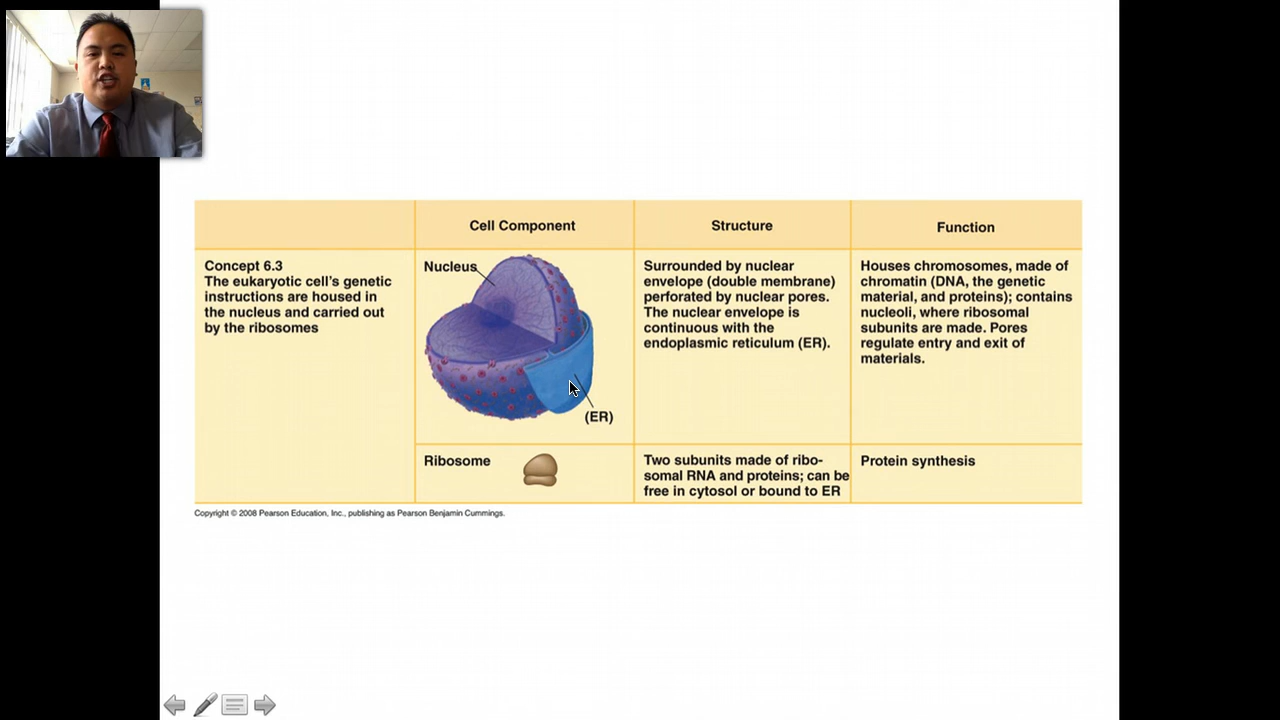 Cell Component
Structure
Function
Concept 6.3
The eukaryotic cell's genetic
instructions are housed in
the nucleus and carried out
by the ribosomes
Nucleus
(ER)
Surrounded by nuclear
envelope (double membrane)
perforated by nuclear pores.
The nuclear envelope is
continuous with the
endoplasmic reticulum (ER).
Houses chromosomes, made of
chromatin (DNA, the genetic
material, and proteins); contains
nucleoli, where ribosomal
subunits are made. Pores
regulate entry and exit of
materials.
Ribosome
Two subunits made of ribo-
somal RNA and proteins; can be
free in cytosol or bound to ER
Protein synthesis
Copyright © 2008 Pearson Education, Inc., publishing as Pearson Benjamin Cummings.